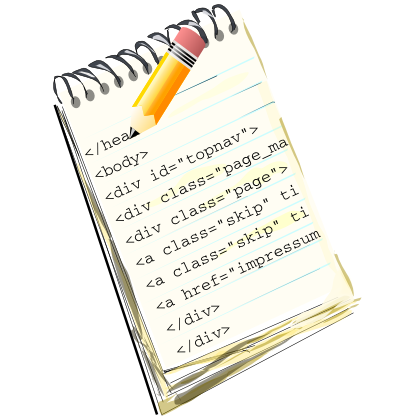 </hea
<body>
<div id="topnav">
<div class="page_ma
<div class="page">
<a class="skip" ti
<a class="skip" ti
<a href="impressum
</div>
</div>